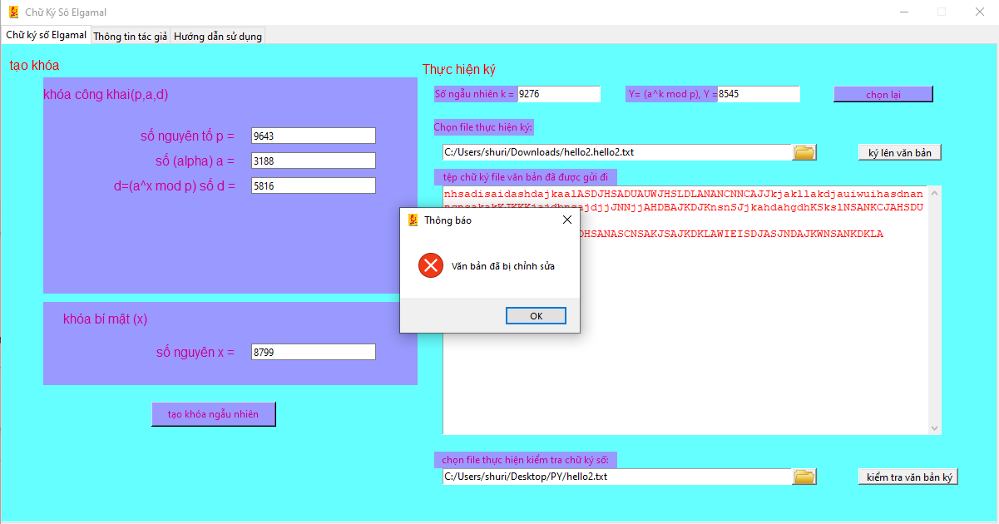 Chữ Ký Sô Elgamal
Chữ ký số Elgamal
Thông tin tác giả
Hướng dẫn sử dụng
tạo khóa
khóa công khai(p,a,d)
số nguyên tố p =
9643
số (alpha) a =
3188
d=(a^x mod p) số d =
5816
khóa bí mật (x)
số nguyên x =
8799
tạo khóa ngẫu nhiên
Thực hiện ký
Số ngẫu nhiên k =
9276
Y= (a^k mod p), Y =
8545
chọn lại
Chọn file thực hiện ký:
C:/Users/shuri/Downloads/hello2.hello2.txt
ký lên văn bản
tệp chữ ký file văn bản đã được gửi đi
nhsadisaidashdajkaalASDJHSADUAUWJHSLDLANANCNNCAJJkjakllakdjauiwuihasdnan
ajdjjJNNjjAHDBAJKDJKnsnSJjkahdahgdhKSkslNSANKCJAHSDU
DHSANASCNSAKJSAJKDKLAWIEISDJASJNDAJKWNSANKDKLA
Thông báo
Văn bản đã bị chỉnh sửa
OK
chọn file thực hiện kiểm tra chữ ký số:
C:/Users/shuri/Desktop/PY/hello2.txt
kiểm tra văn bản ký